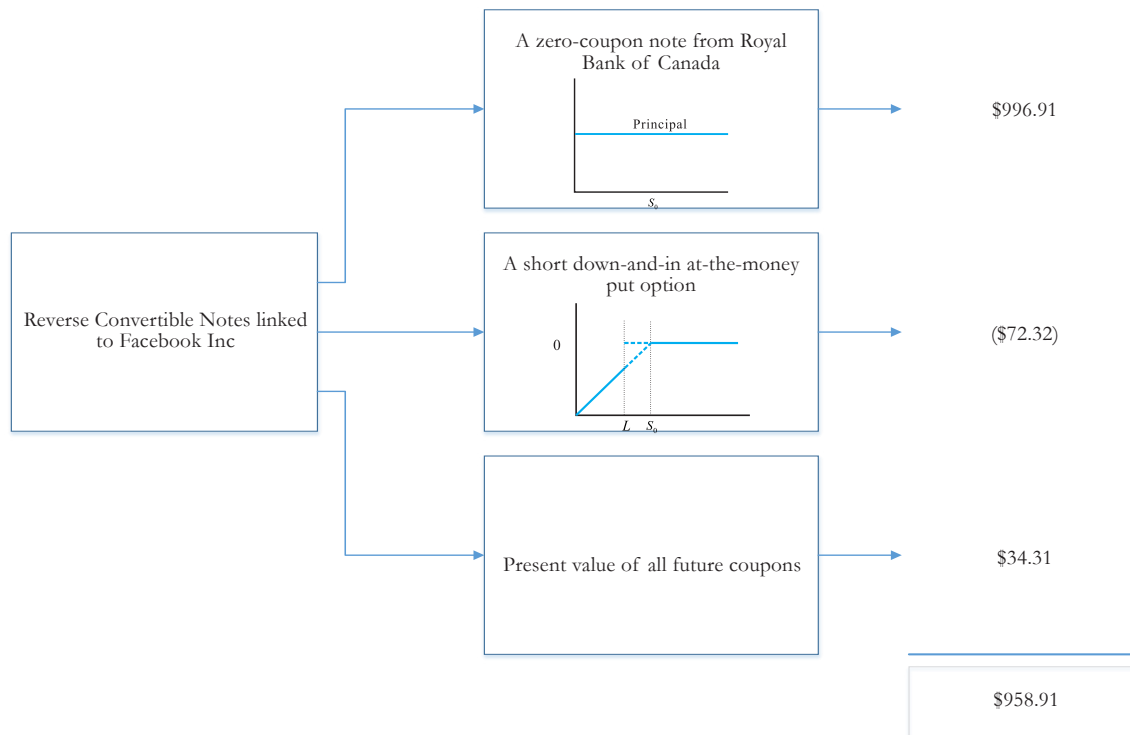 A zero-coupon note from Royal
Bank of Canada
Principal
S₀
$996.91
Reverse Convertible Notes linked
to Facebook Inc
A short down-and-in at-the-money
put option
0
L S₀
($72.32)
Present value of all future coupons
$34.31
$958.91